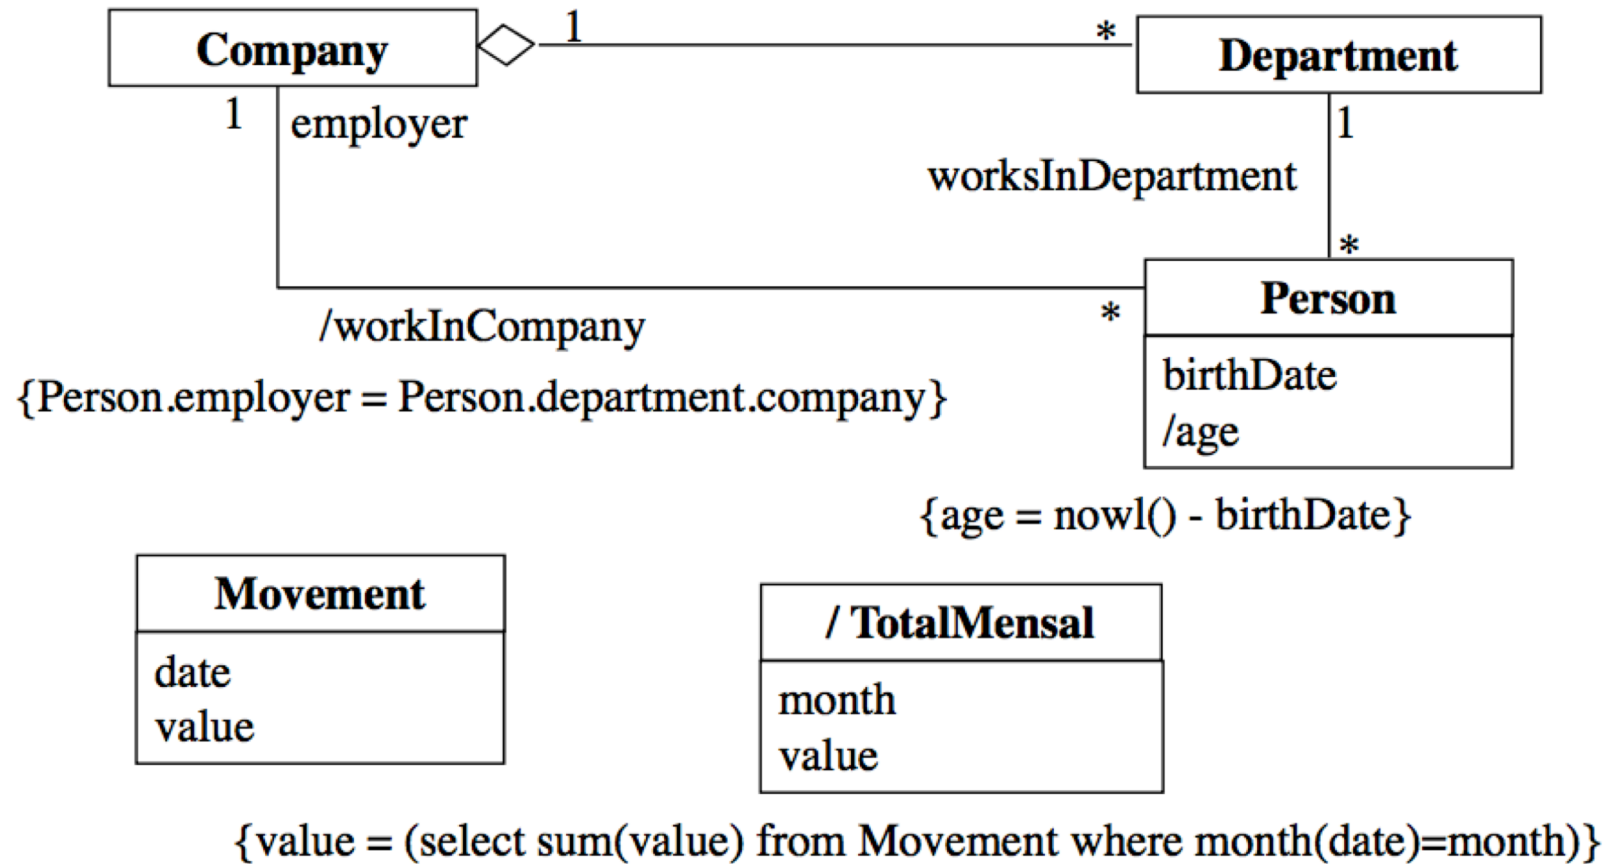 Company
1
*
Department
1
employer
1
worksInDepartment
*
Person
/workInCompany
*
birthDate
{Person.employer = Person.department.company}
/age
{age = nowl() - birthDate}
Movement
/ TotalMensal
date
month
value
value
{value = (select sum(value) from Movement where month(date)=month)}